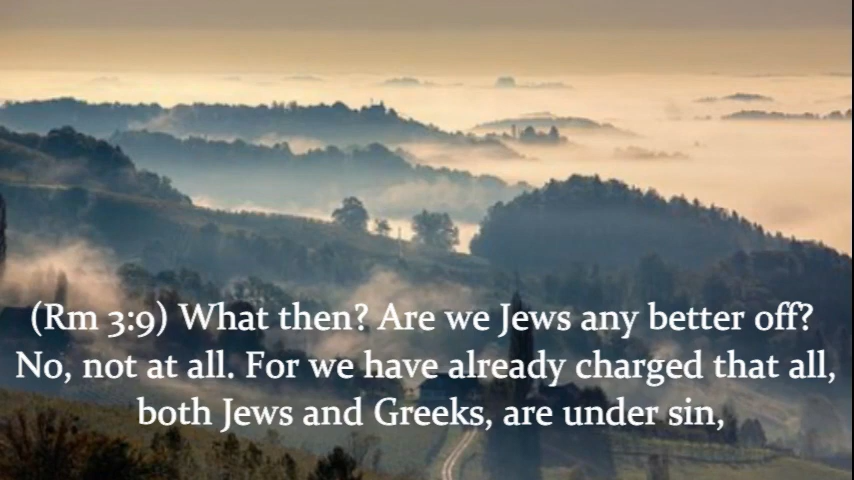 (Rm 3:9) What then? Are we Jews any better off?
No, not at all. For we have already charged that all,
both Jews and Greeks, are under sin,